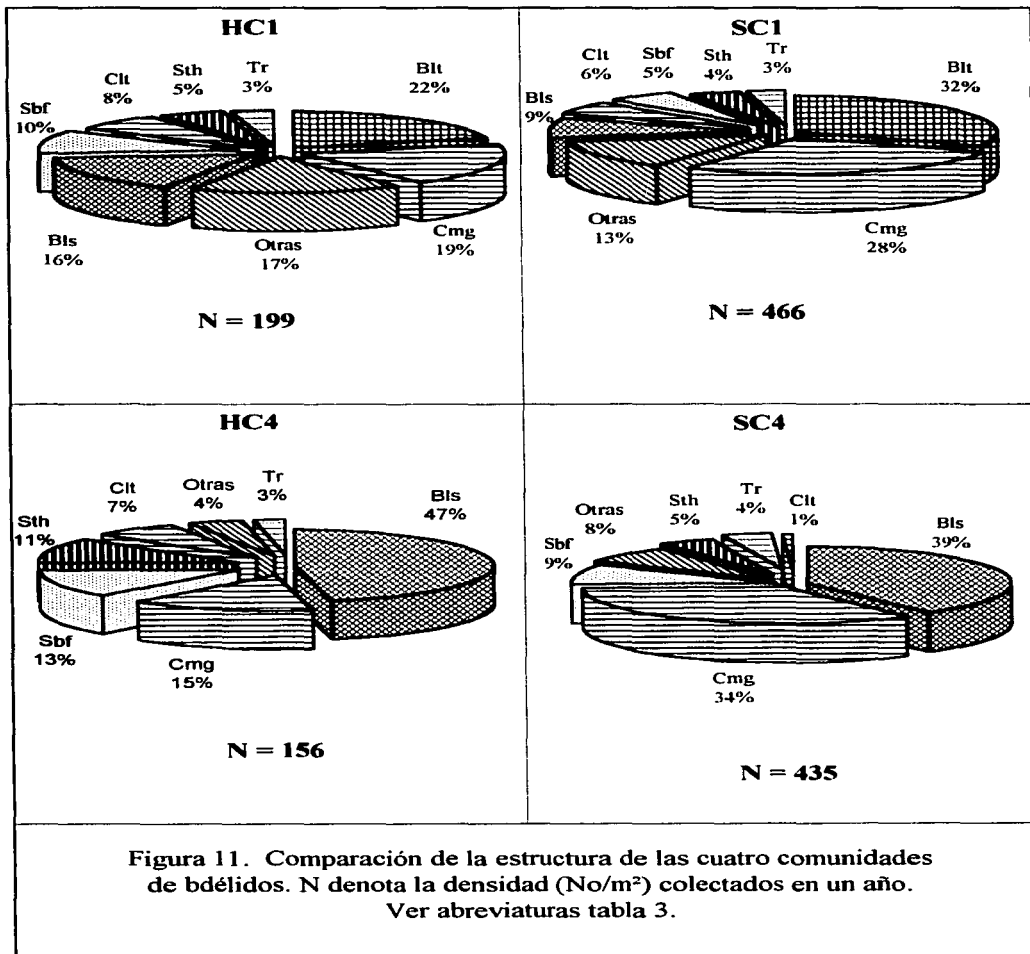 HC1
Blt
22%
Cmg
19%
Otras
17%
Bls
16%
Sbf
10%
Clt
8%
Sth
5%
Tr
3%
N = 199
SC1
Blt
32%
Cmg
28%
Otras
13%
Bls
9%
Clt
6%
Sbf
5%
Sth
4%
Tr
3%
N = 466
HC4
Bls
47%
Cmg
15%
Sbf
13%
Sth
11%
Clt
7%
Otras
4%
Tr
3%
N = 156
SC4
Bls
39%
Cmg
34%
Sbf
9%
Otras
8%
Sth
5%
Tr
4%
Clt
1%
N = 435
Figura 11. Comparación de la estructura de las cuatro comunidades
de bdélidos. N denota la densidad (No/m²) colectados en un año.
Ver abreviaturas tabla 3.